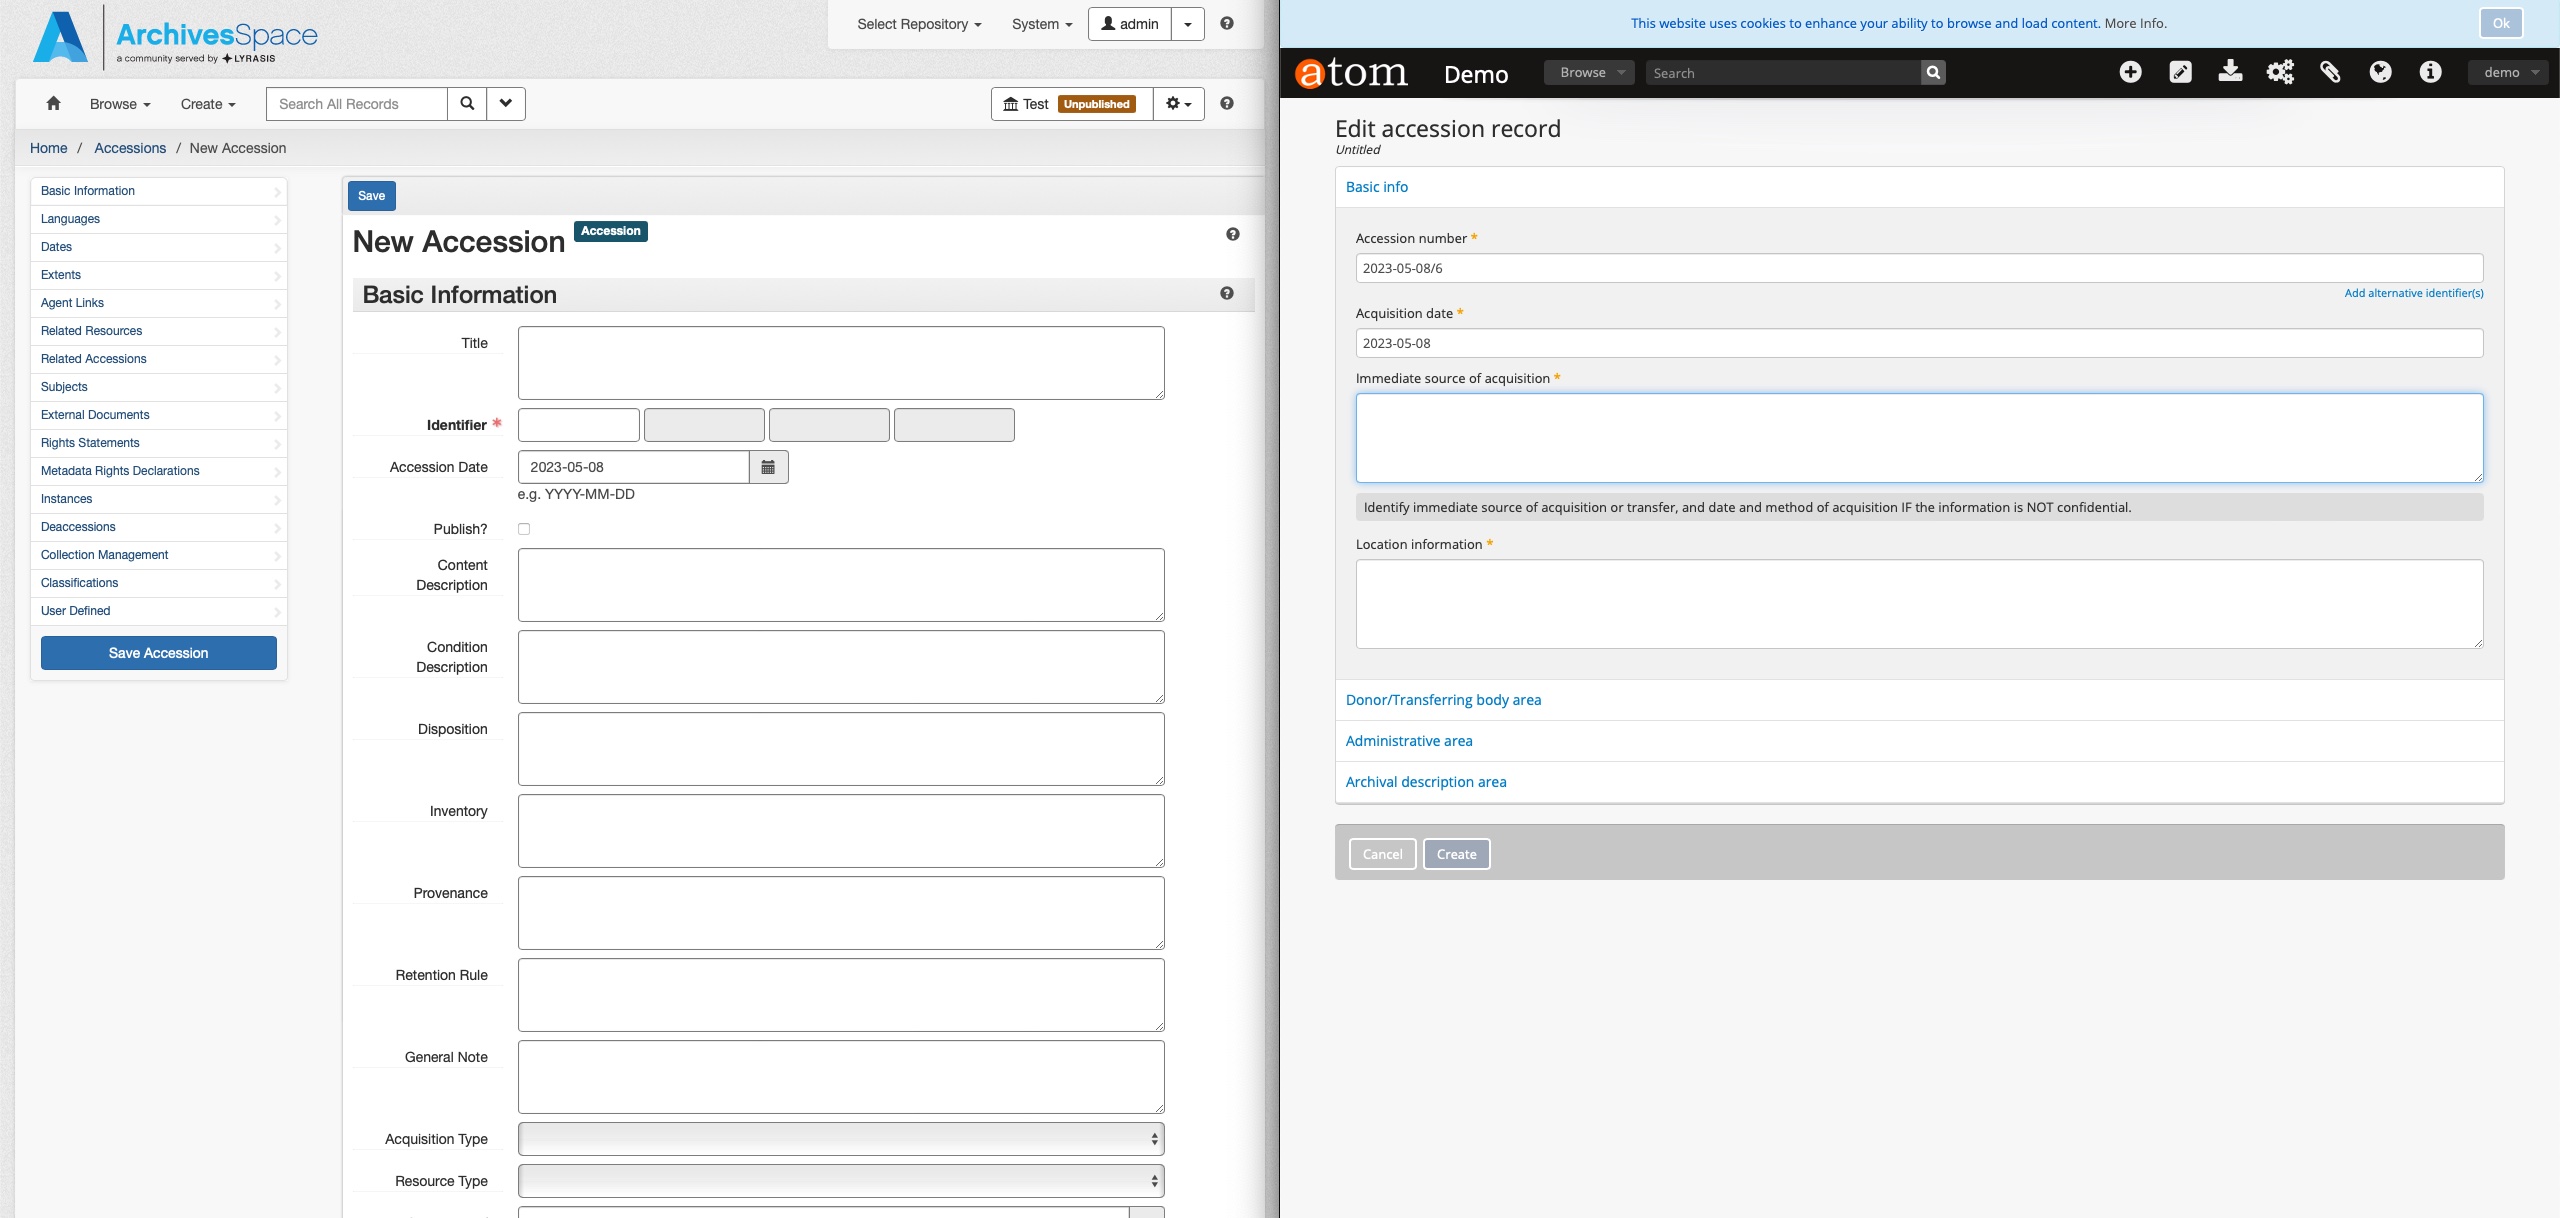 ArchivesSpace
a community served by LYRASIS
Select Repository
System
admin
Browse
Create
Search All Records
Test
Unpublished
Home / Accessions / New Accession
Basic Information
Languages
Dates
Extents
Agent Links
Related Resources
Related Accessions
Subjects
External Documents
Rights Statements
Metadata Rights Declarations
Instances
Deaccessions
Collection Management
Classifications
User Defined
Save Accession
Save
New Accession Accession
Basic Information
Title
Identifier *
Accession Date
2023-05-08
e.g. YYYY-MM-DD
Publish?
Content
Description
Condition
Description
Disposition
Inventory
Provenance
Retention Rule
General Note
Acquisition Type
Resource Type
This website uses cookies to enhance your ability to browse and load content. More Info.
Ok
atom
Demo
Browse
Search
demo
Edit accession record
Untitled
Basic info
Accession number *
2023-05-08/6
Add alternative identifier(s)
Acquisition date *
2023-05-08
Immediate source of acquisition *
Identify immediate source of acquisition or transfer, and date and method of acquisition IF the information is NOT confidential.
Location information *
Donor/Transferring body area
Administrative area
Archival description area
Cancel
Create